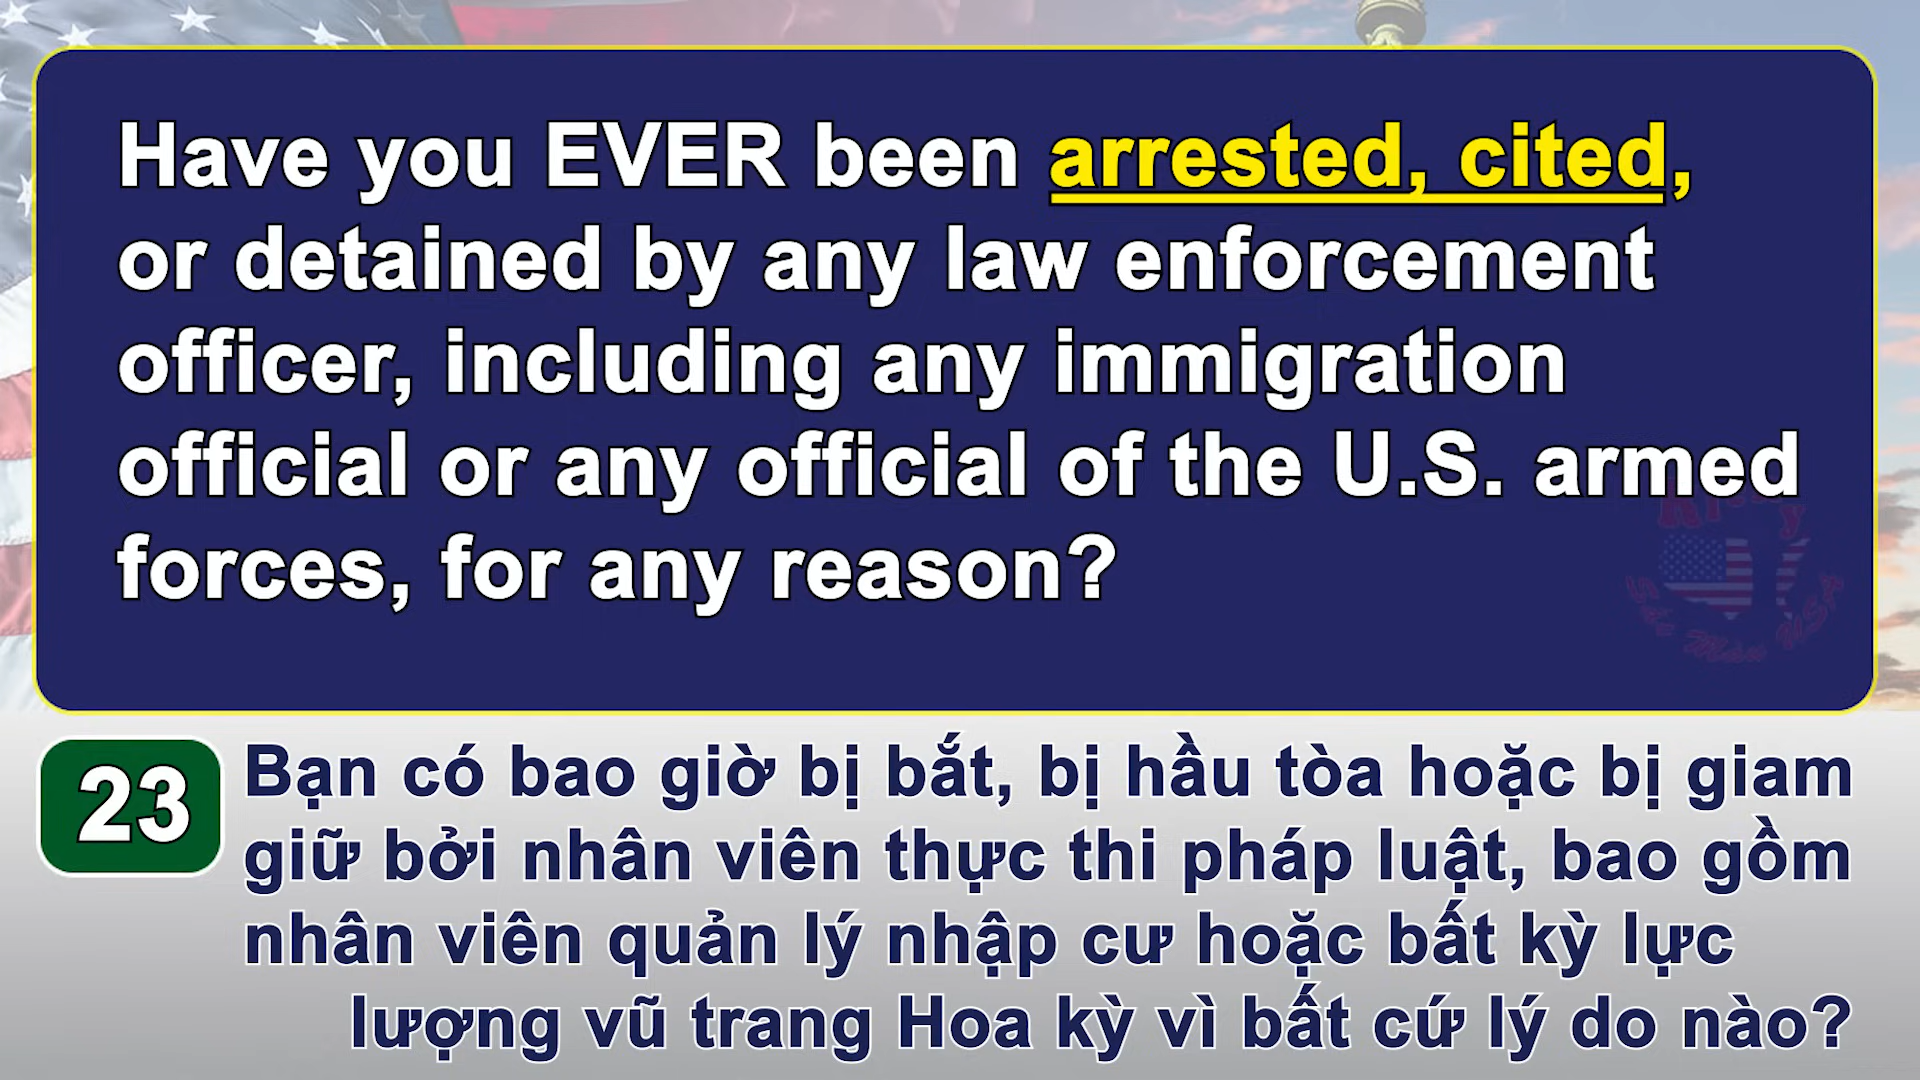 Have you EVER been arrested, cited,
or detained by any law enforcement
officer, including any immigration
official or any official of the U.S. armed
forces, for any reason?
23
Bạn có bao giờ bị bắt, bị hầu tòa hoặc bị giam
giữ bởi nhân viên thực thi pháp luật, bao gồm
nhân viên quản lý nhập cư hoặc bất kỳ lực
lượng vũ trang Hoa kỳ vì bất cứ lý do nào?